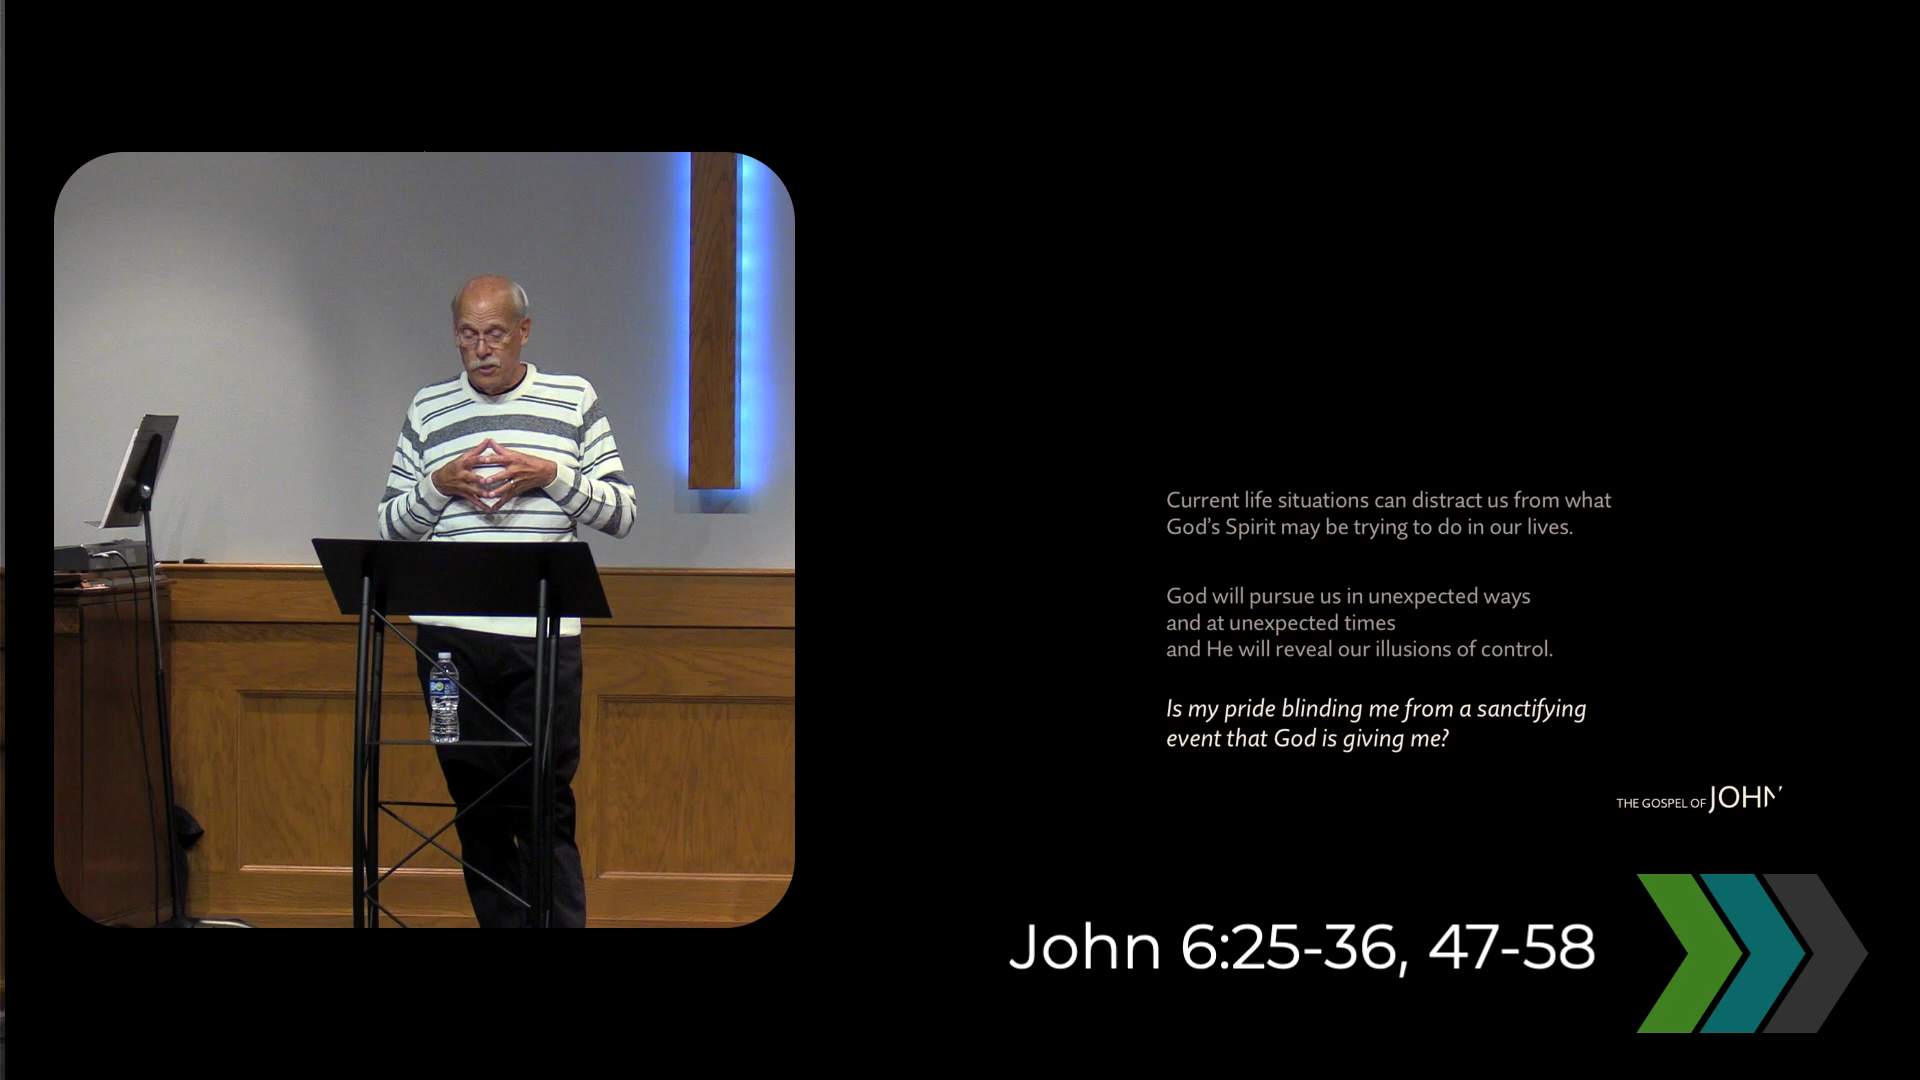 Current life situations can distract us from what
God's Spirit may be trying to do in our lives.
God will pursue us in unexpected ways
and at unexpected times
and He will reveal our illusions of control.
Is my pride blinding me from a sanctifying
event that God is giving me?
THE GOSPEL OF JOHN
John 6:25-36, 47-58